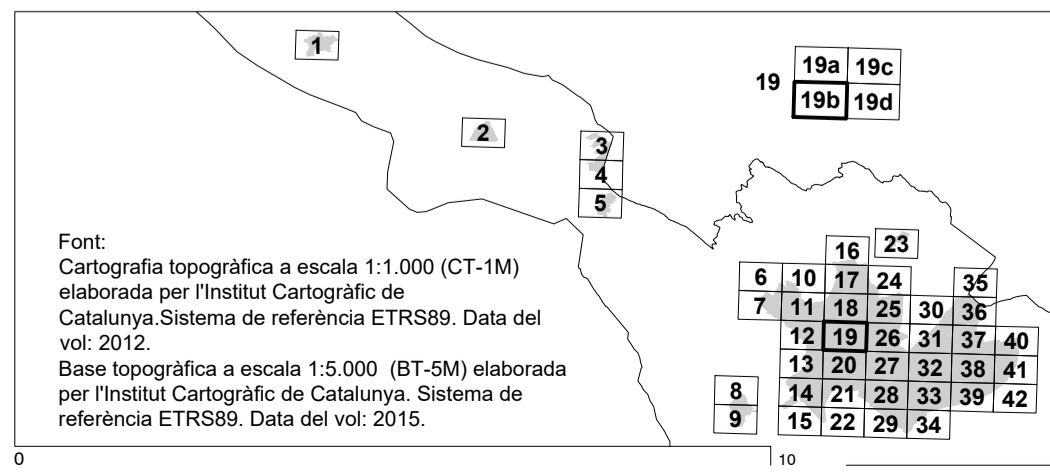 1
2
3
4
5
19
19a 19c
19b 19d
16 23
6 10 17 24 35
7 11 18 25 30 36
12 19 26 31 37 40
13 20 27 32 38 41
8 14 21 28 33 39 42
9 15 22 29 34
Font:
Cartografia topogràfica a escala 1:1.000 (CT-1M)
elaborada per l'Institut Cartogràfic de
Catalunya.Sistema de referència ETRS89. Data del
vol: 2012.
Base topogràfica a escala 1:5.000 (BT-5M) elaborada
per l'Institut Cartogràfic de Catalunya. Sistema de
referència ETRS89. Data del vol: 2015.
0 10